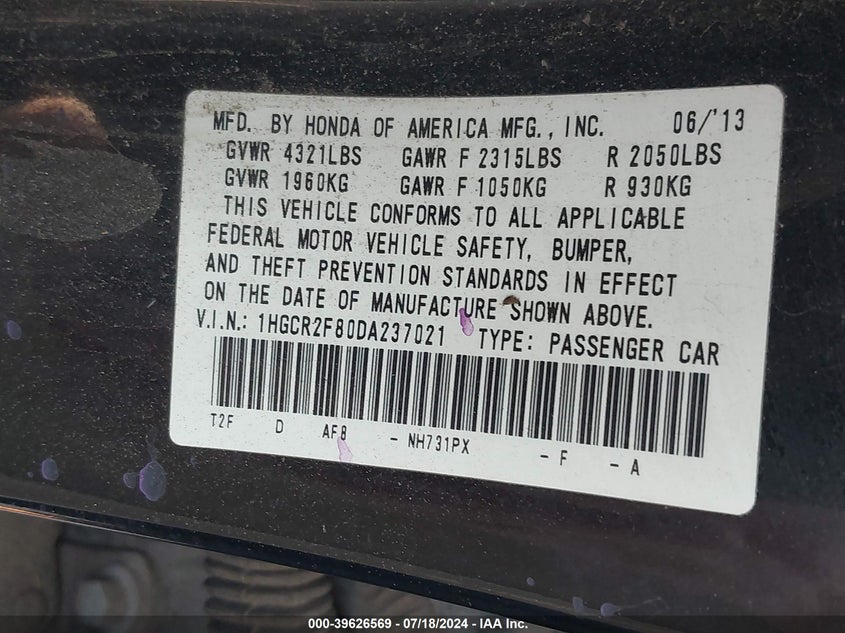 MFD. BY HONDA OF AMERICA MFG., INC. 06/'13
GVWR 4321LBS GAWR F 2315LBS R 2050LBS
GVWR 1960KG GAWR F 1050KG R 930KG
THIS VEHICLE CONFORMS TO ALL APPLICABLE
FEDERAL MOTOR VEHICLE SAFETY, BUMPER,
AND THEFT PREVENTION STANDARDS IN EFFECT
ON THE DATE OF MANUFACTURE SHOWN ABOVE.
V.I.N.: 1HGCR2F80DA237021 TYPE: PASSENGER CAR
T2F D AF8 - NH731PX - F - A
000-39626569 - 07/18/2024 - IAA Inc.